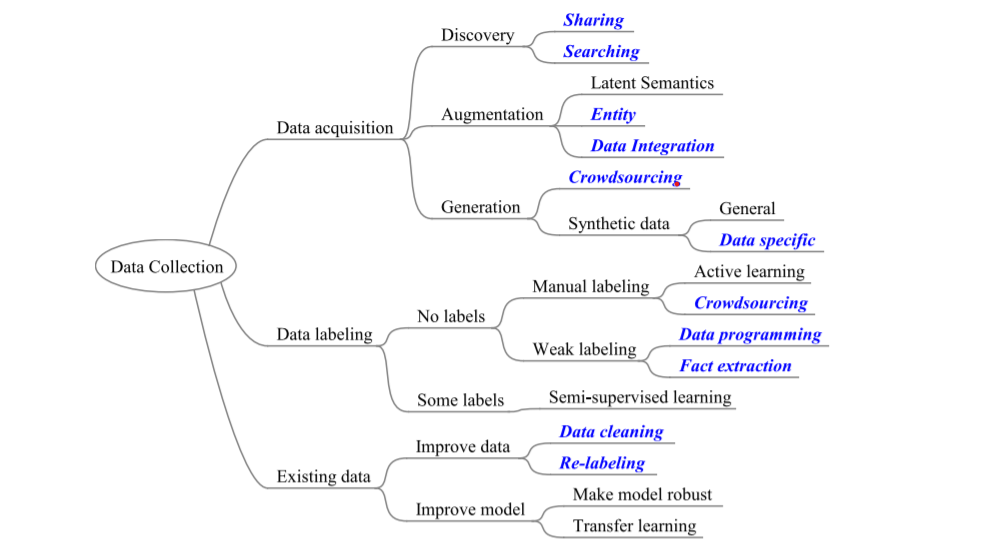 Sharing
Discovery
Searching
Latent Semantics
Augmentation
Entity
Data acquisition
Data Integration
Crowdsourcing
Generation
General
Synthetic data
Data specific
Data Collection
Active learning
Manual labeling
Crowdsourcing
No labels
Data programming
Data labeling
Weak labeling
Fact extraction
Some labels
Semi-supervised learning
Data cleaning
Improve data
Re-labeling
Existing data
Make model robust
Improve model
Transfer learning